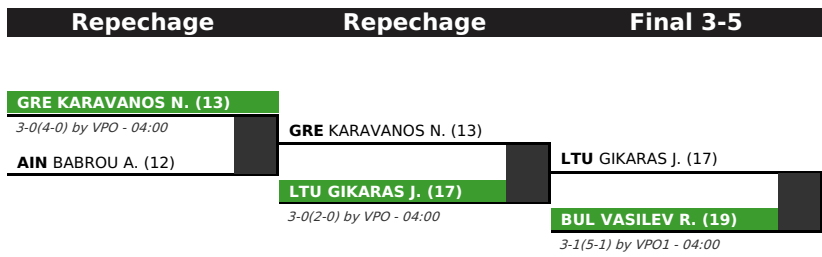 Repechage
Repechage
Final 3-5
GRE KARAVANOS N. (13)
3-0(4-0) by VPO - 04:00
AIN BABROU A. (12)
GRE KARAVANOS N. (13)
LTU GIKARAS J. (17)
3-0(2-0) by VPO - 04:00
LTU GIKARAS J. (17)
BUL VASILEV R. (19)
3-1(5-1) by VPO1 - 04:00